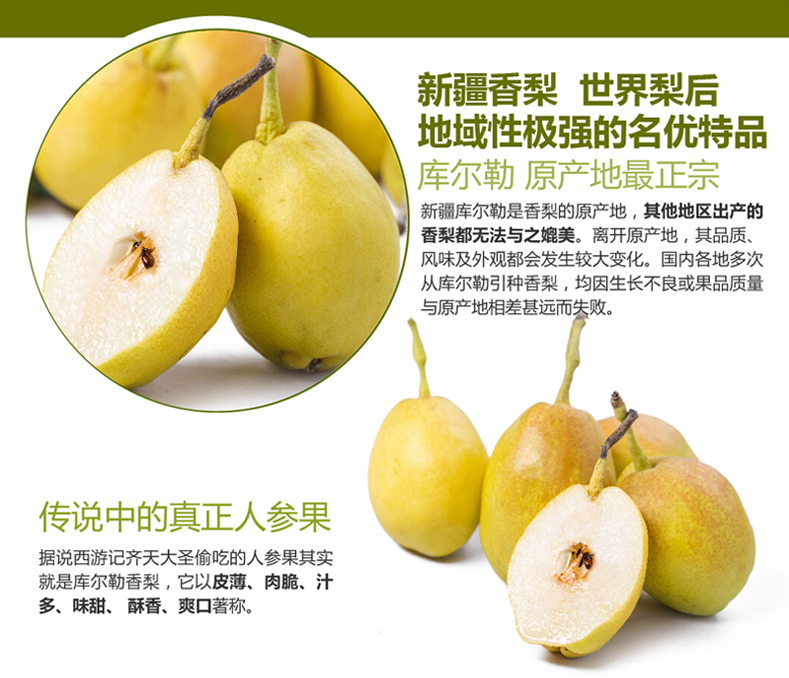 新疆香梨 世界梨后
地域性极强的名优特品
库尔勒 原产地最正宗
新疆库尔勒是香梨的原产地，其他地区出产的
香梨都无法与之媲美。离开原产地，其品质、
风味及外观都会发生较大变化。国内各地多次
从库尔勒引种香梨，均因生长不良或果品质量
与原产地相差甚远而失败。
传说中的真正人参果
据说西游记齐天大圣偷吃的人参果其实
就是库尔勒香梨，它以皮薄、肉脆、汁
多、味甜、 酥香、爽口著称。